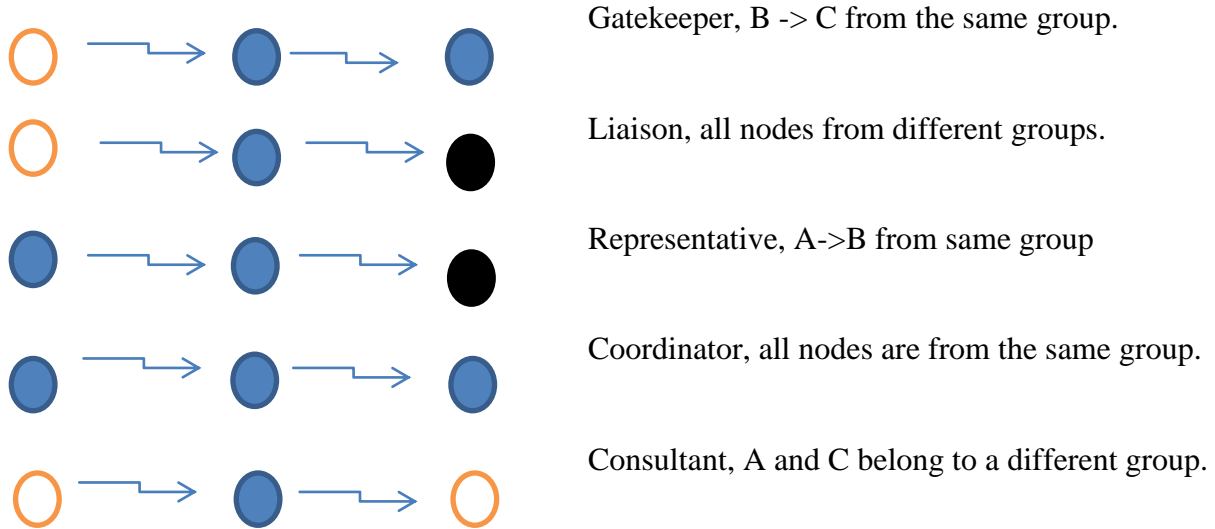 Gatekeeper, B -> C from the same group.
Liaison, all nodes from different groups.
Representative, A->B from same group
Coordinator, all nodes are from the same group.
Consultant, A and C belong to a different group.